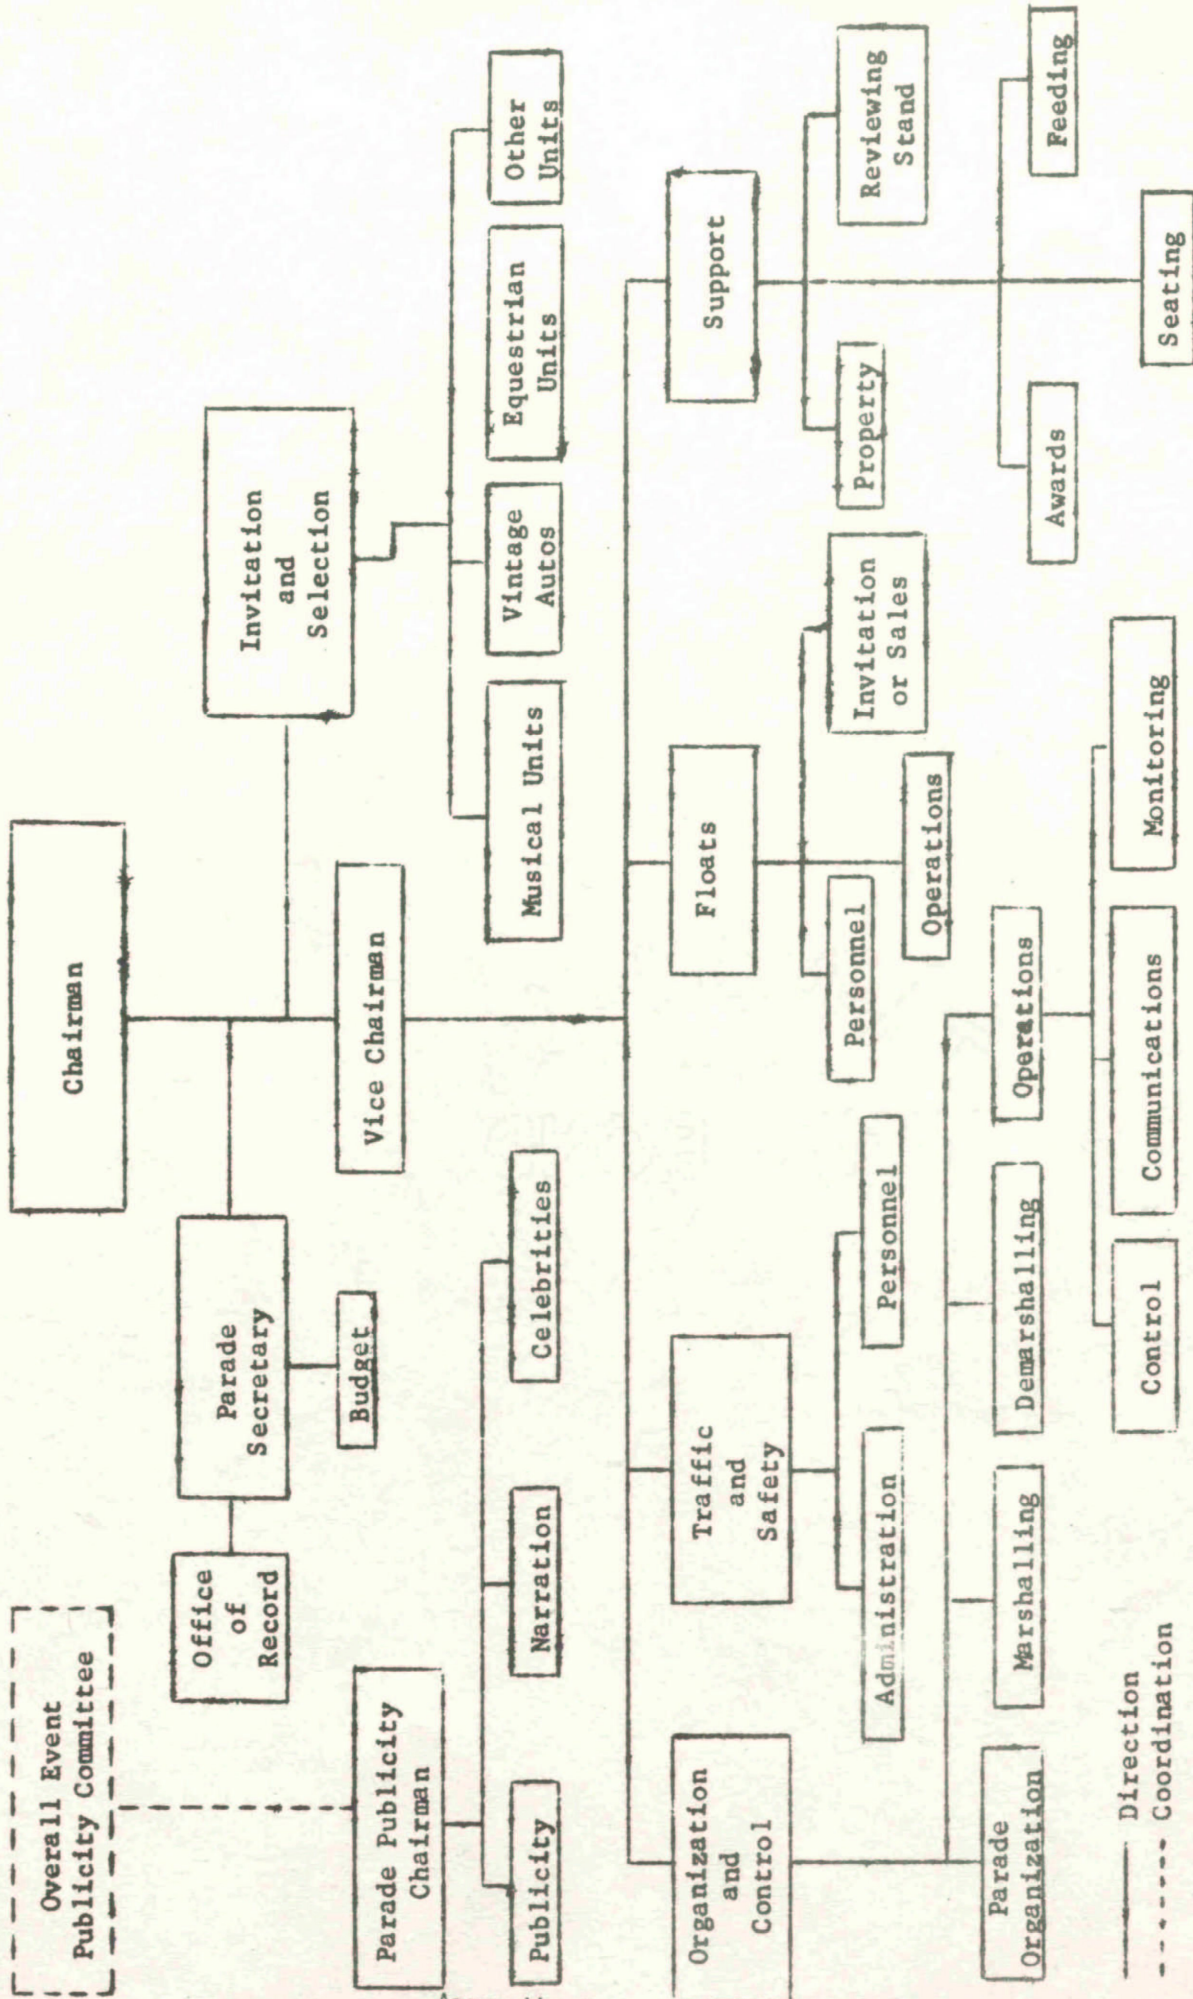 Overall Event
Publicity Committee
Chairman
Office
of
Record
Parade
Secretary
Invitation
and
Selection
Budget
Parade Publicity
Chairman
Vice Chairman
Publicity
Narration
Celebrities
Musical Units
Vintage
Autos
Equestrian
Units
Other
Units
Organization
and
Control
Traffic
and
Safety
Floats
Support
Administration
Personnel
Personnel
Invitation
or Sales
Property
Reviewing
Stand
Operations
Parade
Organization
Marshalling
Demarshalling
Operations
Awards
Feeding
Control
Communications
Monitoring
Seating
Direction
Coordination